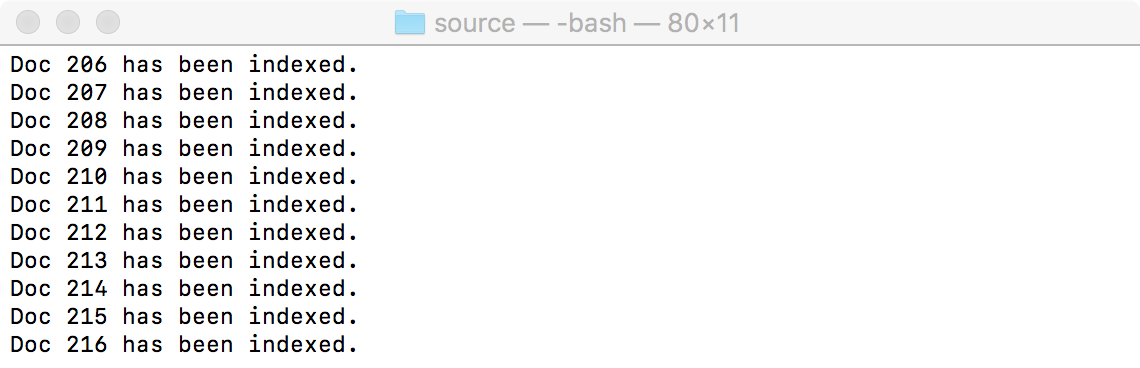 source — -bash — 80×11
Doc 206 has been indexed.
Doc 207 has been indexed.
Doc 208 has been indexed.
Doc 209 has been indexed.
Doc 210 has been indexed.
Doc 211 has been indexed.
Doc 212 has been indexed.
Doc 213 has been indexed.
Doc 214 has been indexed.
Doc 215 has been indexed.
Doc 216 has been indexed.